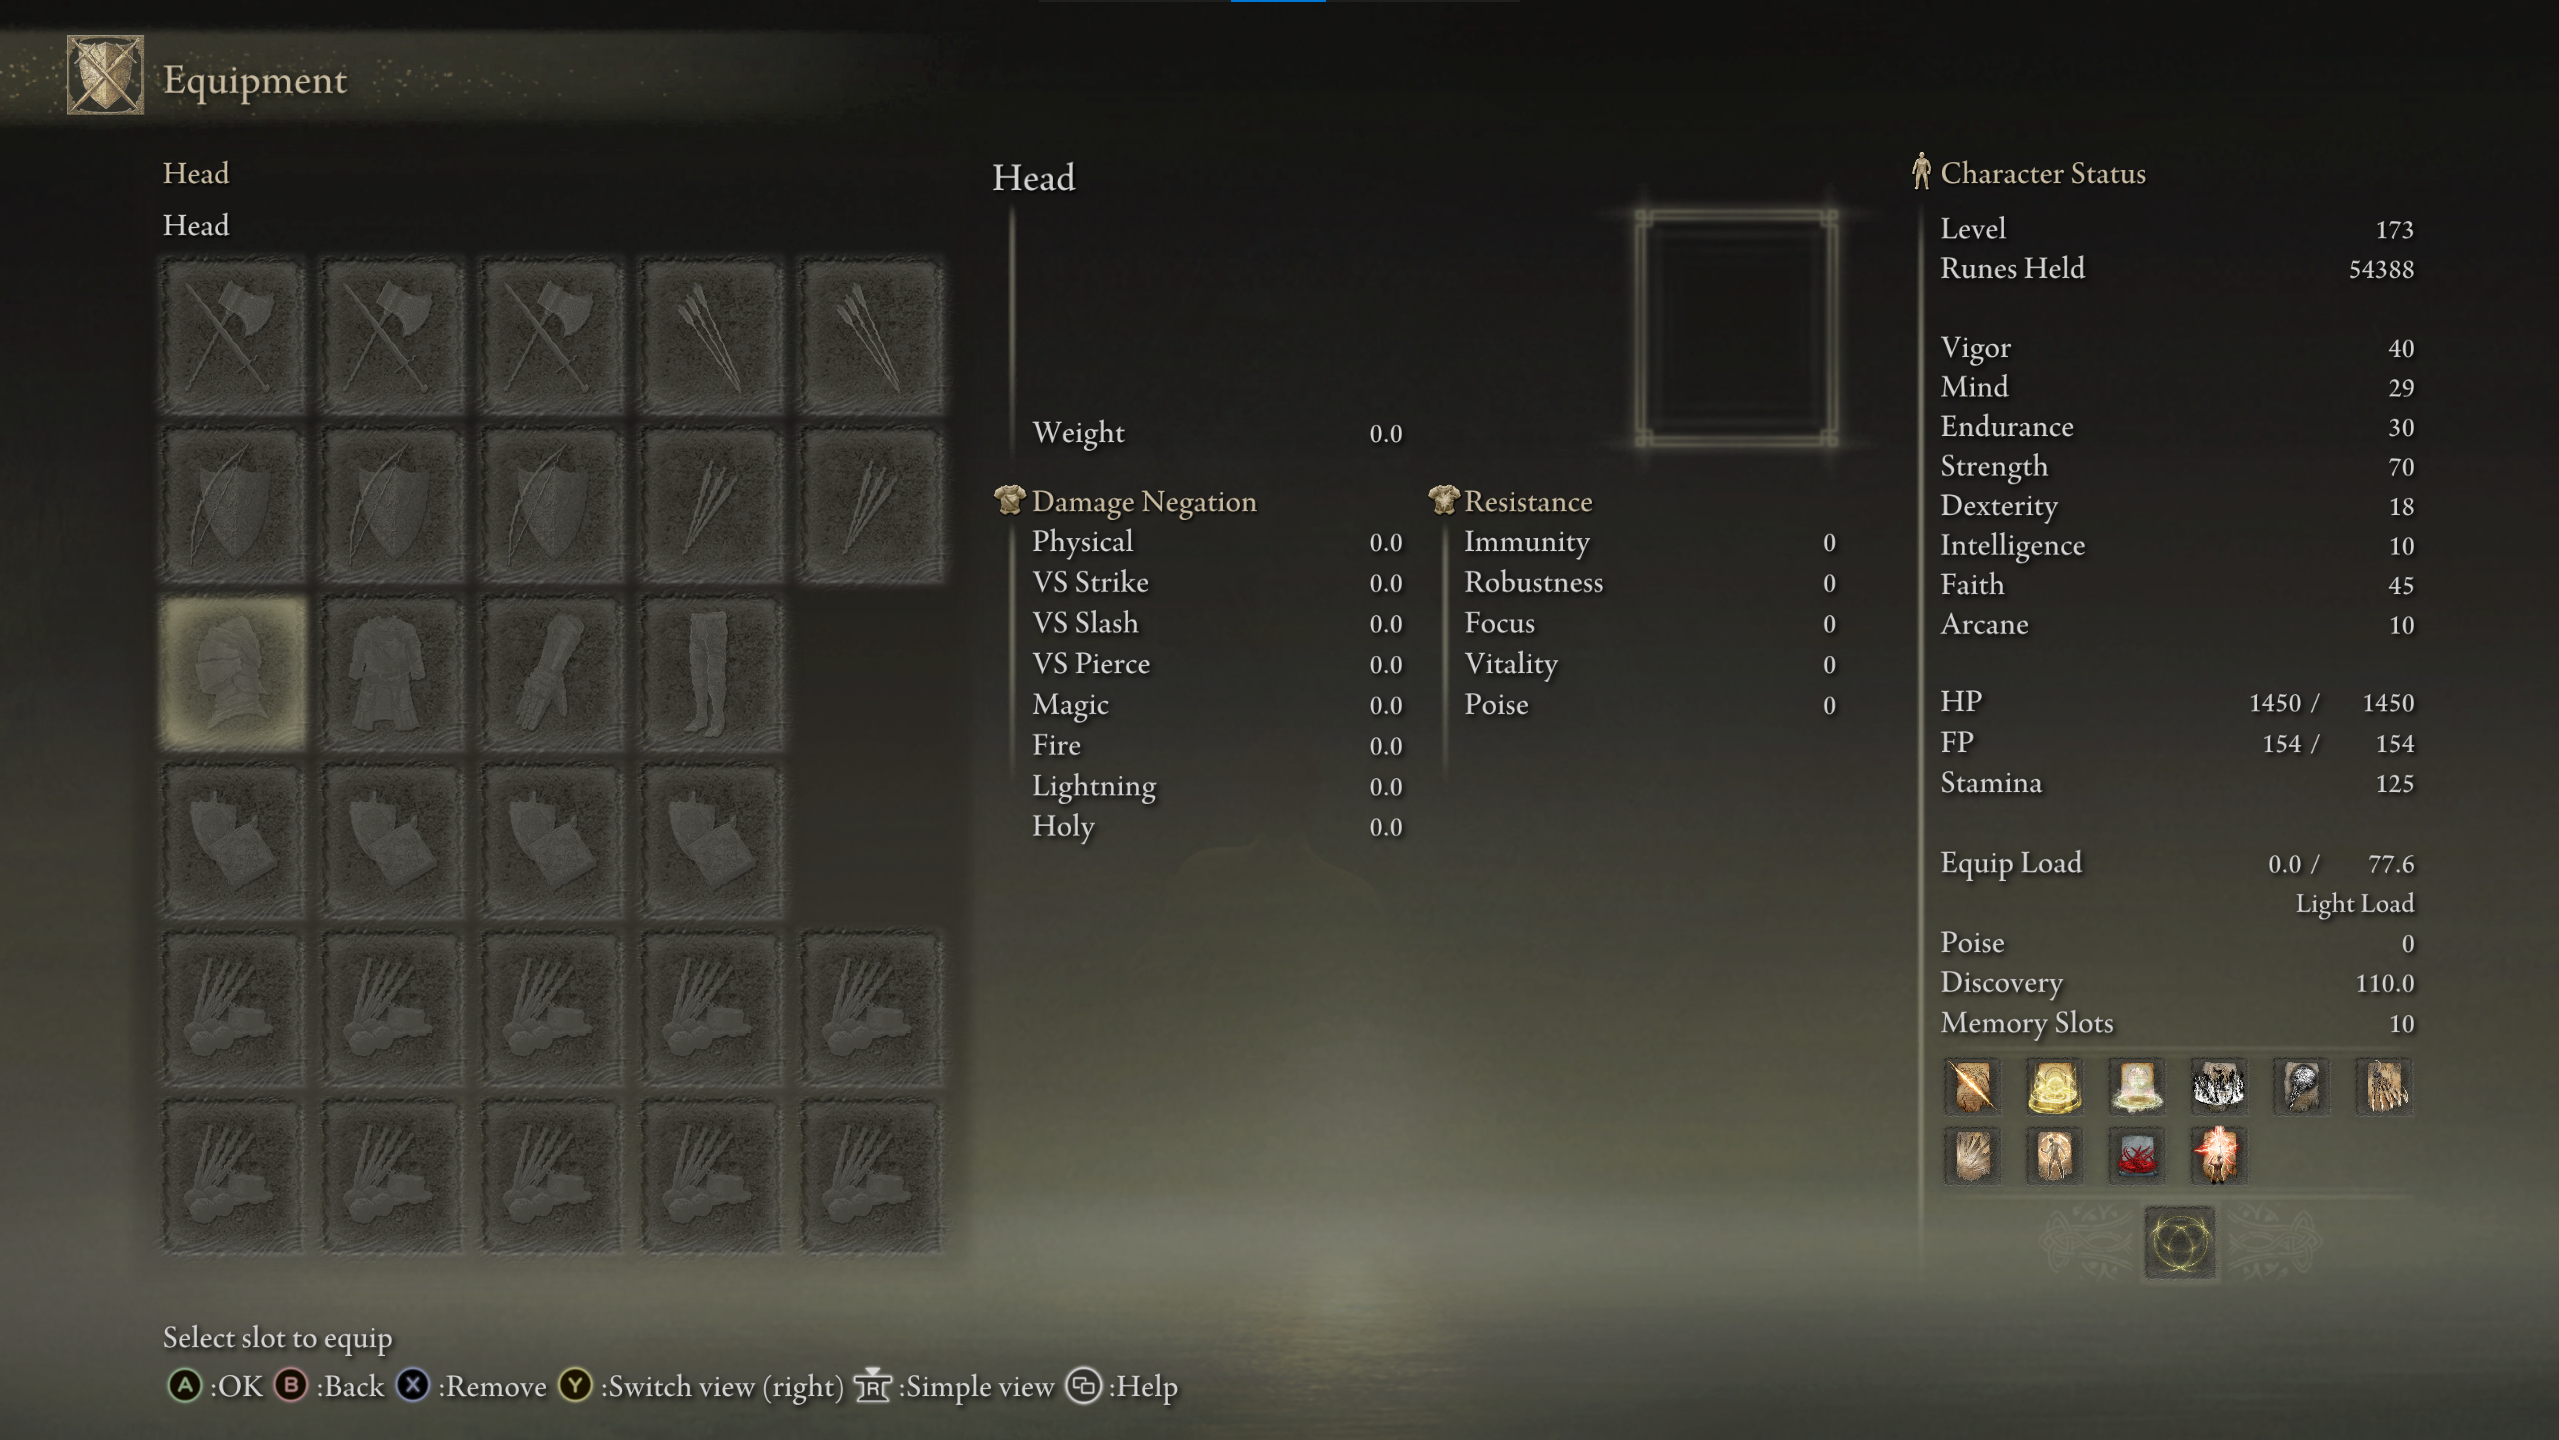 Equipment
Head
Head
Head
Weight 0.0
Damage Negation
Physical 0.0
VS Strike 0.0
VS Slash 0.0
VS Pierce 0.0
Magic 0.0
Fire 0.0
Lightning 0.0
Holy 0.0
Resistance
Immunity 0
Robustness 0
Focus 0
Vitality 0
Poise 0
Character Status
Level 173
Runes Held 54388
Vigor 40
Mind 29
Endurance 30
Strength 70
Dexterity 18
Intelligence 10
Faith 45
Arcane 10
HP 1450 / 1450
FP 154 / 154
Stamina 125
Equip Load 0.0 / 77.6
Light Load
Poise 0
Discovery 110.0
Memory Slots 10
Select slot to equip
A :OK B :Back X :Remove Y :Switch view (right) R :Simple view :Help